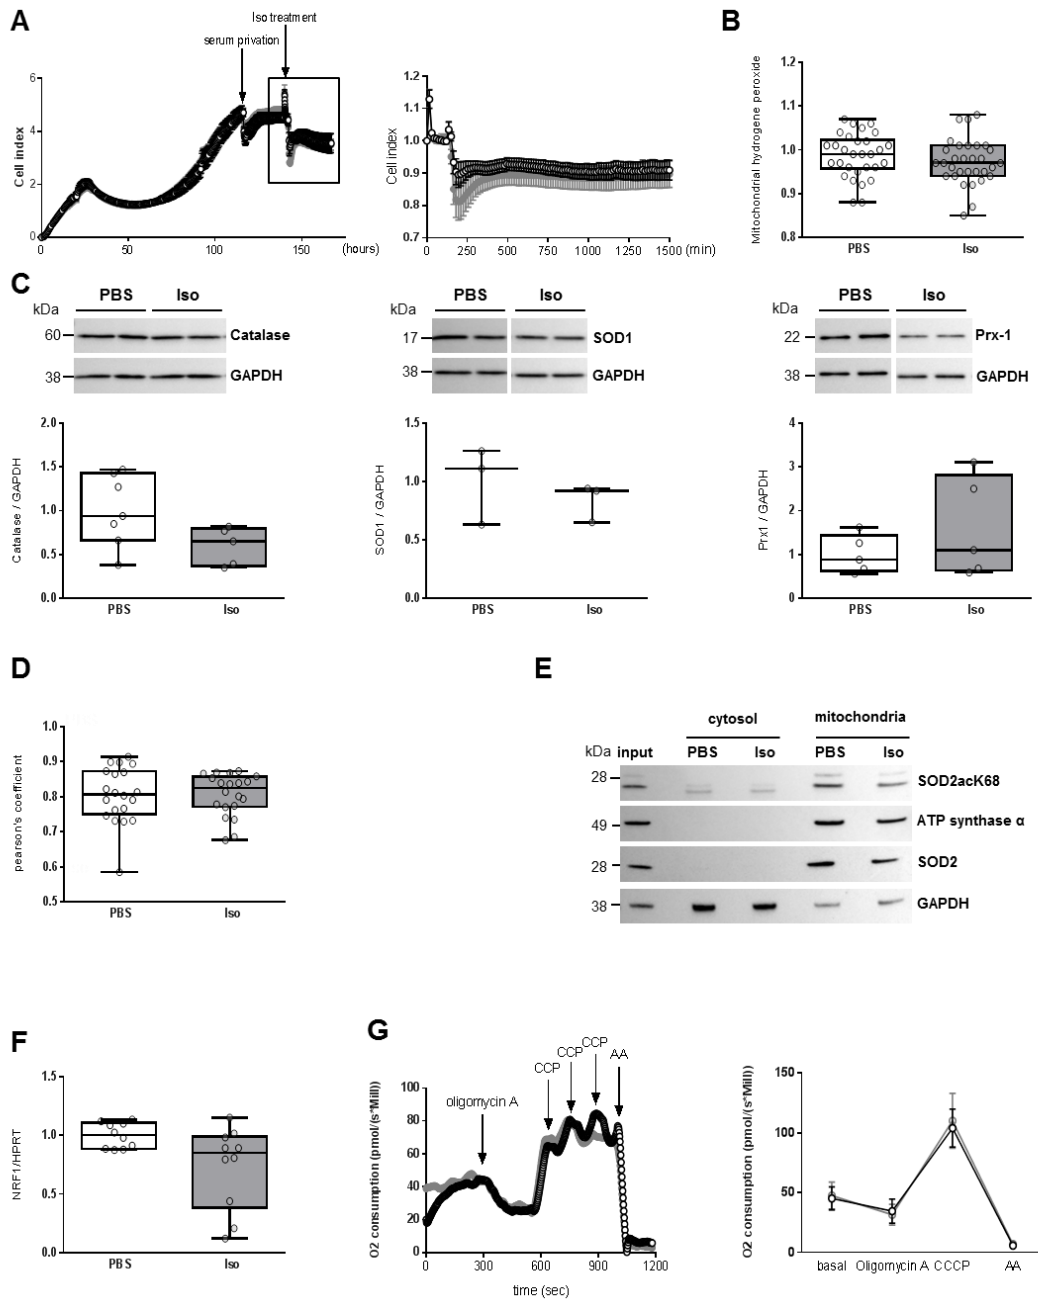 A
Iso treatment
serum privation
Cell index
6
4
2
0
0
50
100
150
(hours)
Cell index
1.2
1.1
1.0
0.9
0.8
0.7
0
250
500
750
1000
1250
1500
(min)
B
Mitochondrial hydrogene peroxide
1.2
1.1
1.0
0.9
0.8
PBS
Iso
C
PBS Iso
kDa
60
Catalase
38
GAPDH
Catalase / GAPDH
2.0
1.5
1.0
0.5
0.0
PBS
Iso
PBS Iso
kDa
17
SOD1
38
GAPDH
SOD1 / GAPDH
1.5
1.0
0.5
0.0
PBS
Iso
PBS Iso
kDa
22
Prx-1
38
GAPDH
Prx1 / GAPDH
4
3
2
1
0
PBS
Iso
D
pearson's coefficient
1.0
0.9
0.8
0.7
0.6
0.5
PBS
Iso
E
cytosol mitochondria
kDa input PBS Iso PBS Iso
28
SOD2acK68
49
ATP synthase α
28
SOD2
38
GAPDH
F
NRF1/HPRT
1.5
1.0
0.5
0.0
PBS
Iso
G
oligomycin A
CCP
CCP
CCP
AA
O2 consumption (pmol/(s*Mill))
100
80
60
40
20
0
0
300
600
900
1200
time (sec)
O2 consumption (pmol/(s*Mill))
150
100
50
0
basal
Oligomycin A
CCCP
AA